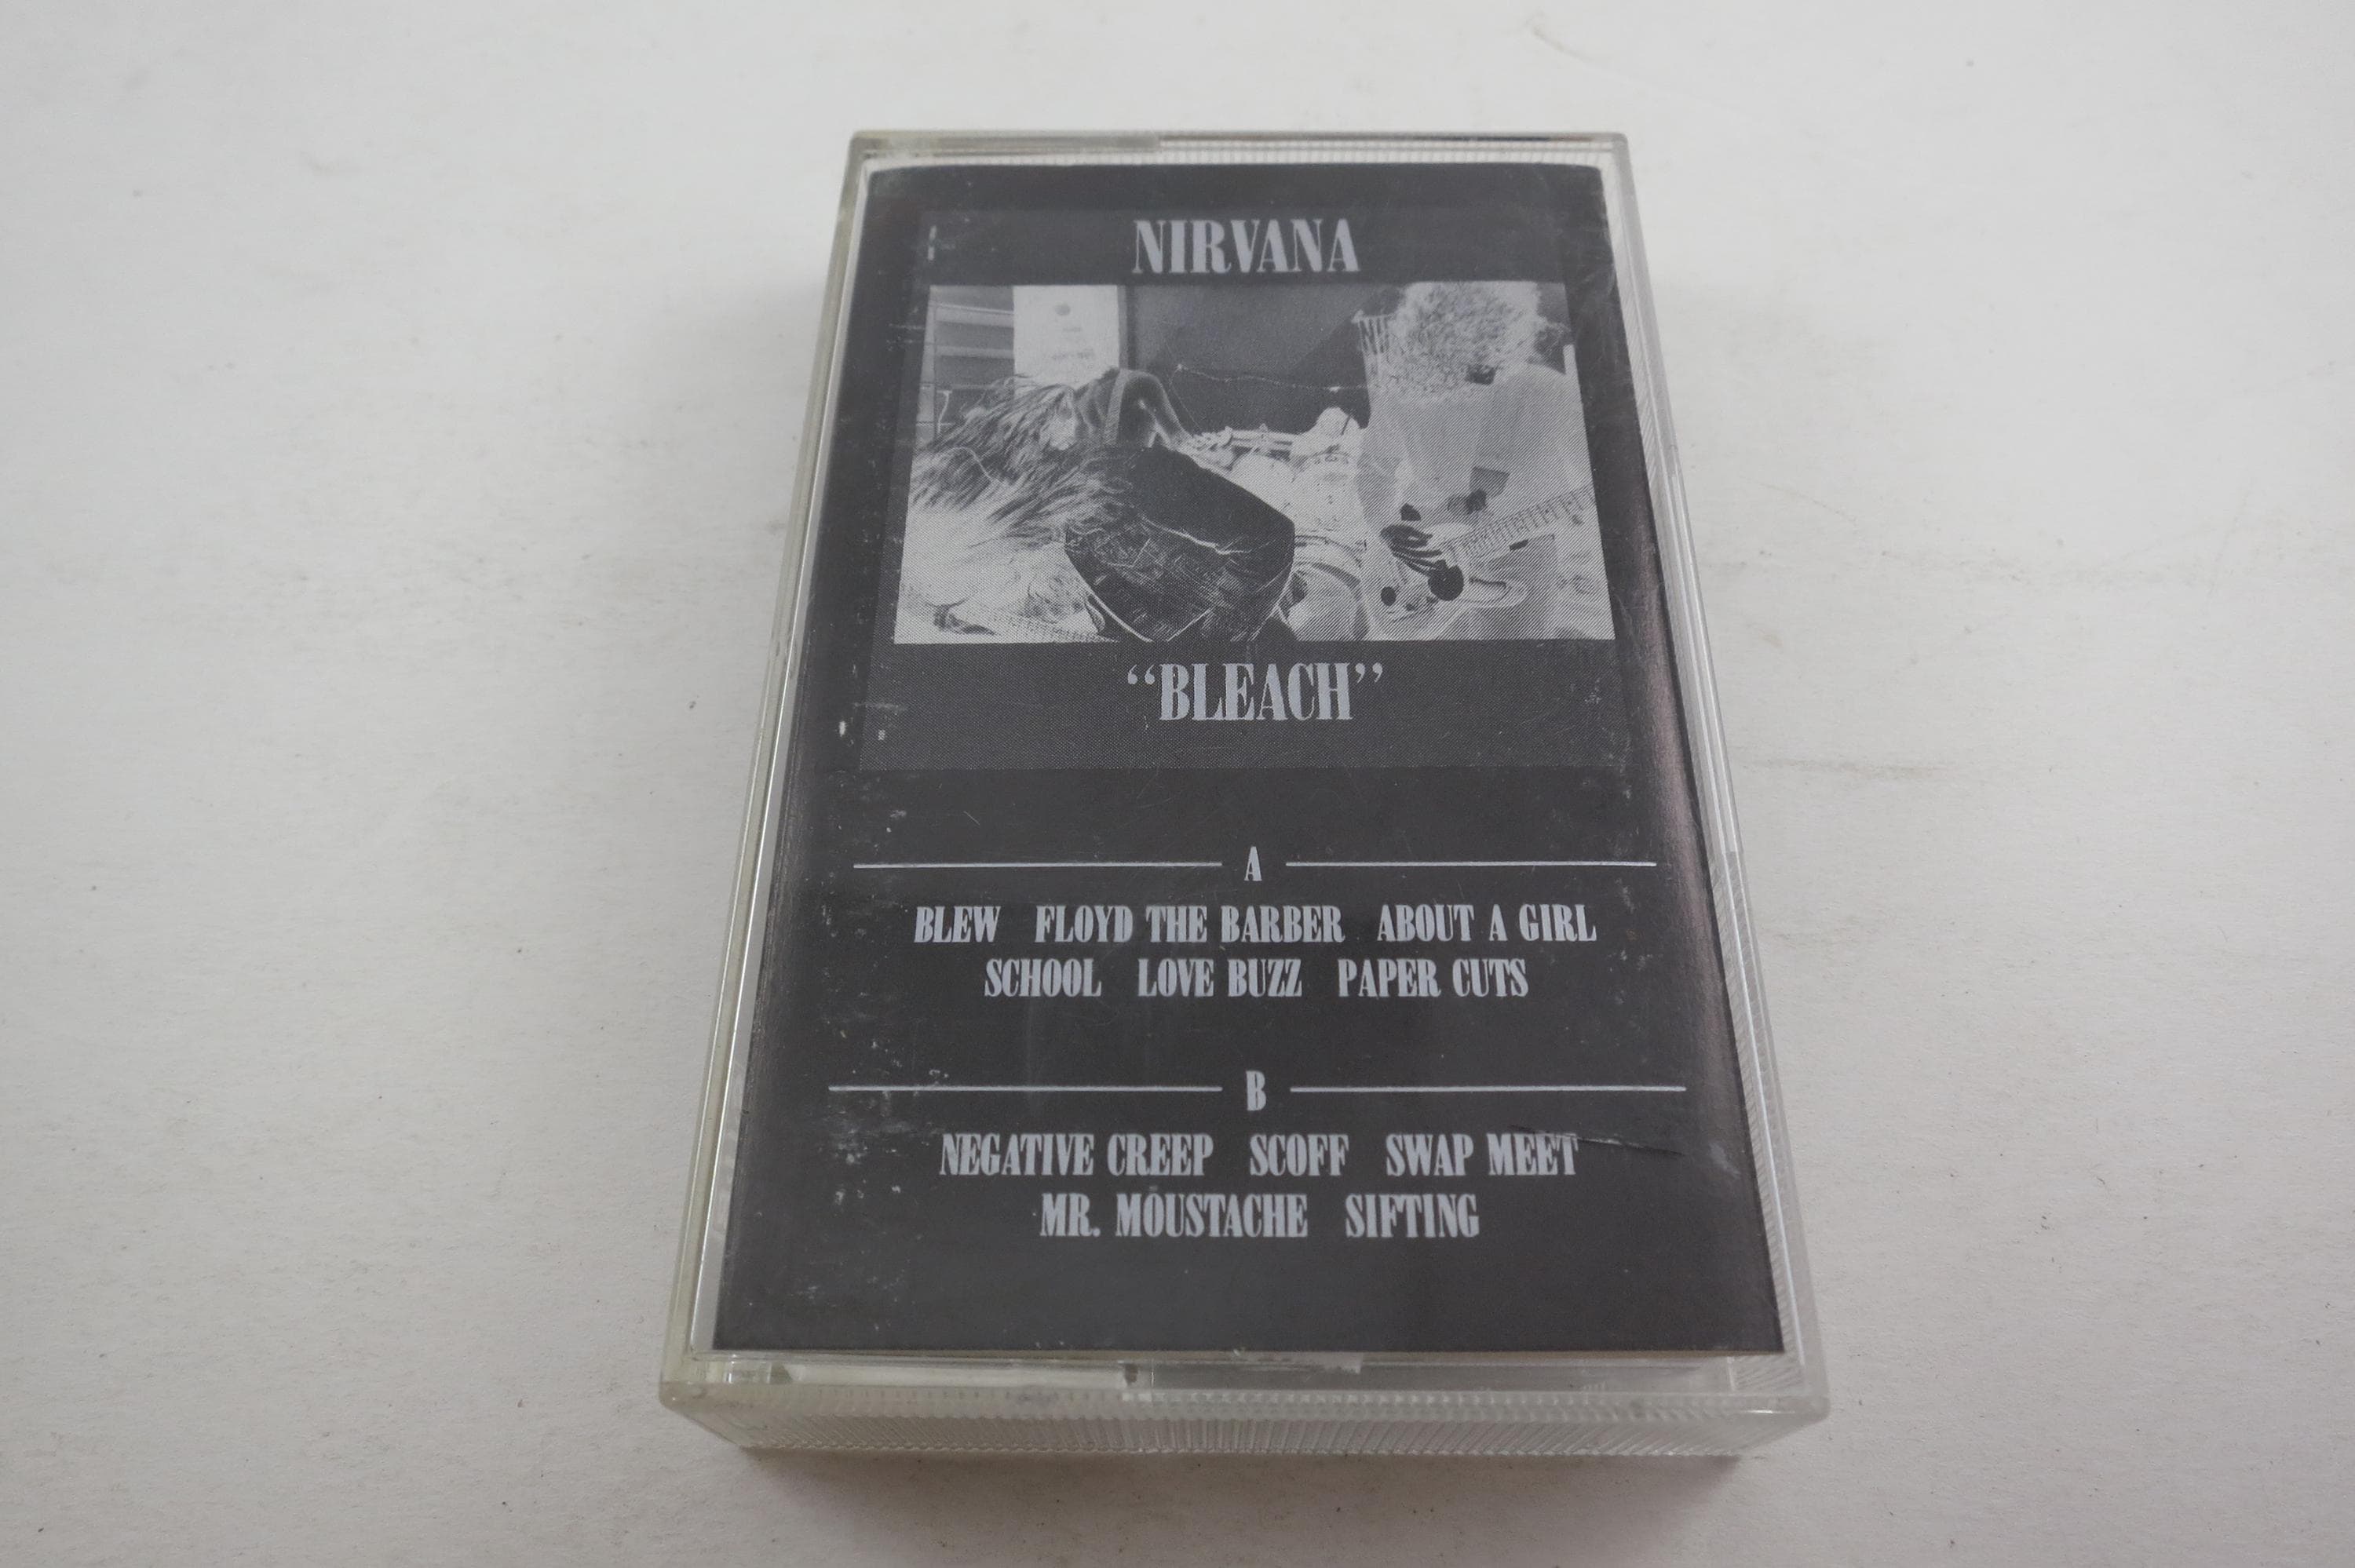 NIRVANA
“BLEACH”
A
BLEW FLOYD THE BARBER ABOUT A GIRL
SCHOOL LOVE BUZZ PAPER CUTS
B
NEGATIVE CREEP SCOFF SWAP MEET
MR. MOUSTACHE SIFTING